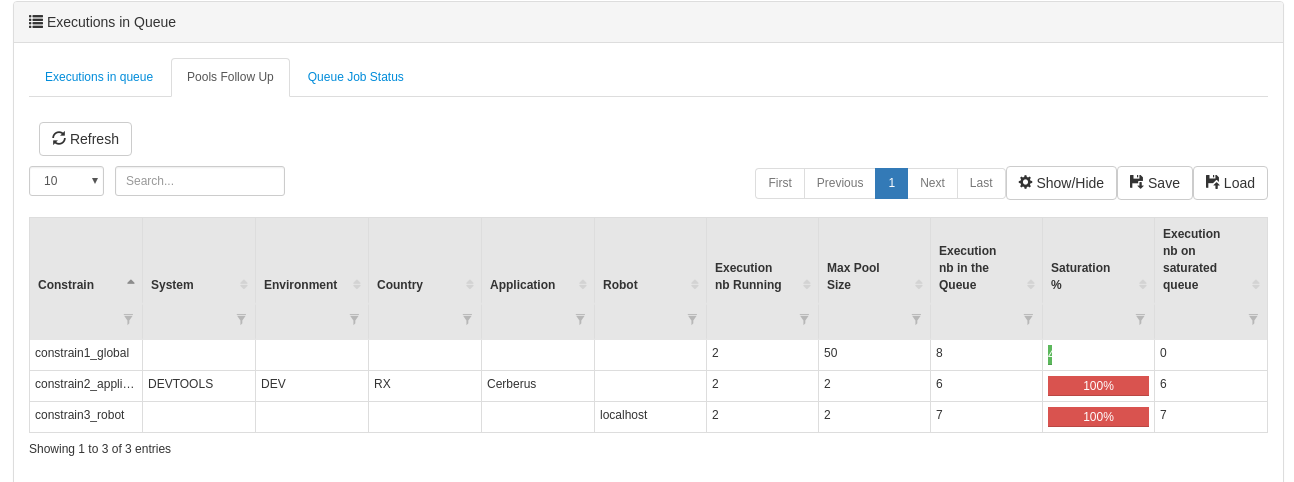 Executions in Queue
Executions in queue Pools Follow Up Queue Job Status
Refresh
10 Search... First Previous 1 Next Last Show/Hide Save Load
Constrain System Environment Country Application Robot Execution nb Running Max Pool Size Execution nb in the Queue Saturation % Execution nb on saturated queue
constrain1_global 2 50 8 0
constrain2_appli… DEVTOOLS DEV RX Cerberus 2 2 6 100% 6
constrain3_robot localhost 2 2 7 100% 7
Showing 1 to 3 of 3 entries